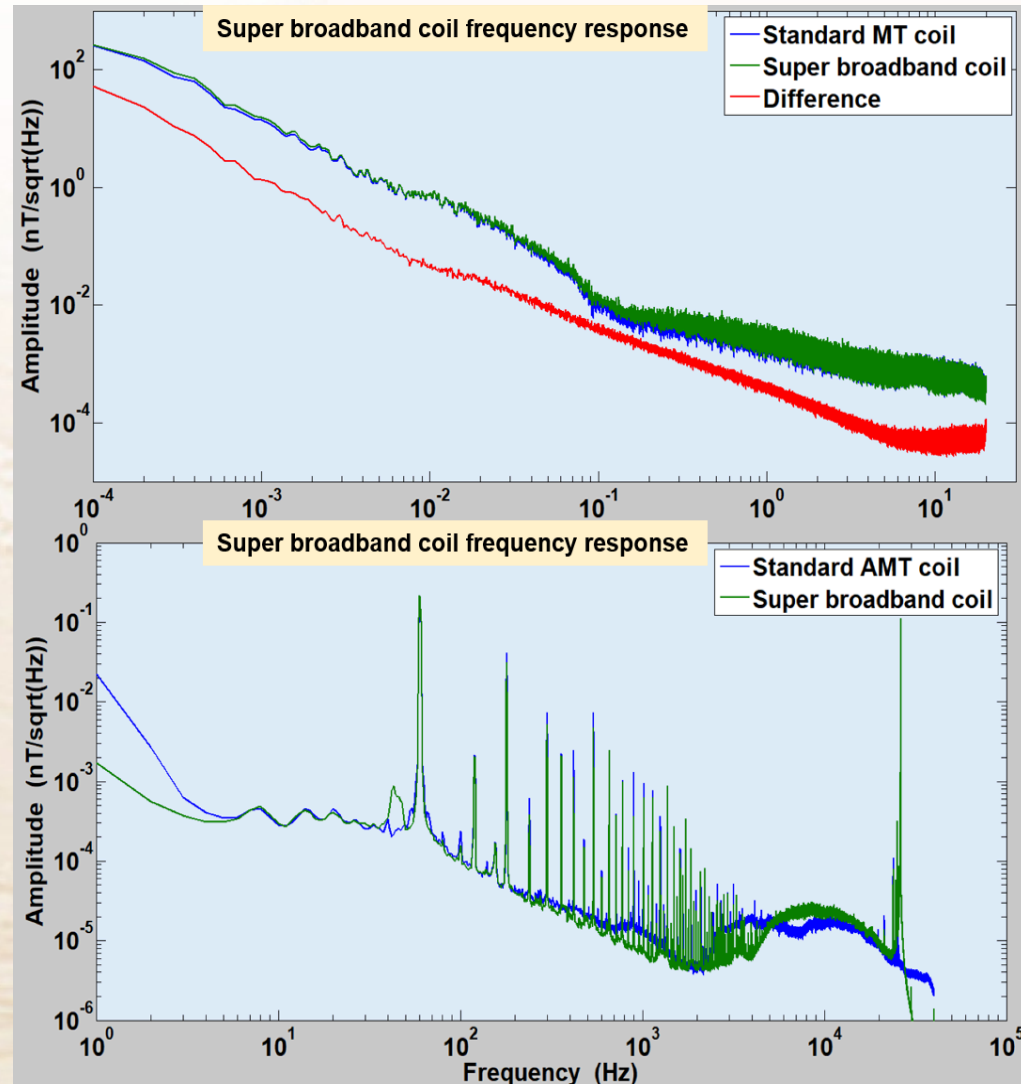 Super broadband coil frequency response
Standard MT coil
Super broadband coil
Difference
Amplitude (nT/sqrt(Hz))
10^2
10^0
10^-2
10^-4
10^-4 10^-3 10^-2 10^-1 10^0 10^1
Super broadband coil frequency response
Standard AMT coil
Super broadband coil
Amplitude (nT/sqrt(Hz))
10^0
10^-1
10^-2
10^-3
10^-4
10^-5
10^-6
10^0 10^1 10^2 10^3 10^4 10^5
Frequency (Hz)